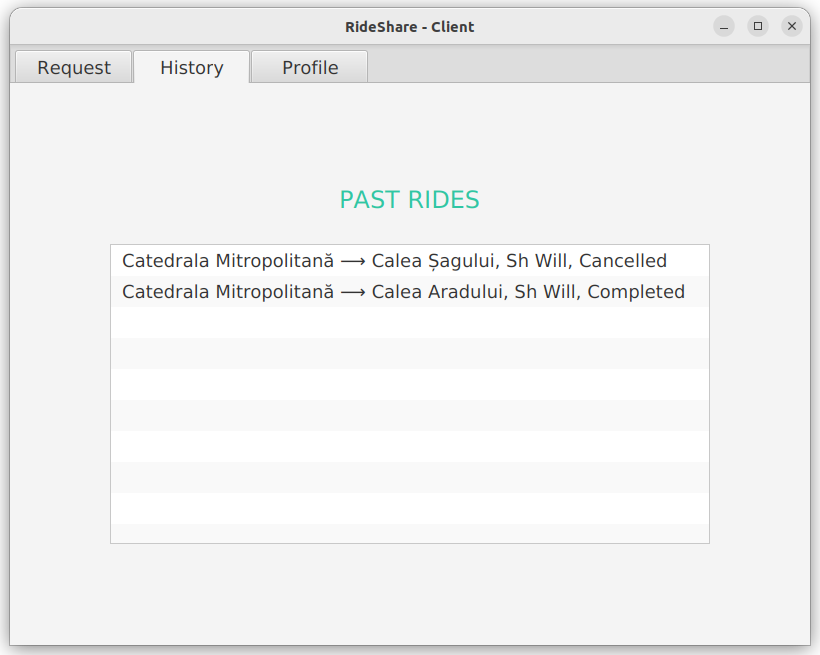 RideShare - Client
Request History Profile
PAST RIDES
Catedrala Mitropolitană ⟶ Calea Șagului, Sh Will, Cancelled
Catedrala Mitropolitană ⟶ Calea Aradului, Sh Will, Completed